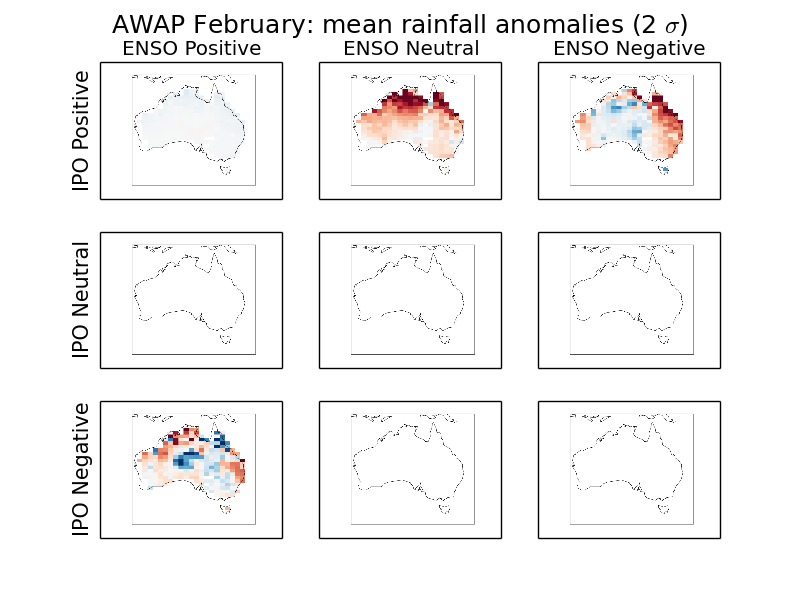 AWAP February: mean rainfall anomalies (2 σ)
ENSO Positive
ENSO Neutral
ENSO Negative
IPO Positive
IPO Neutral
IPO Negative